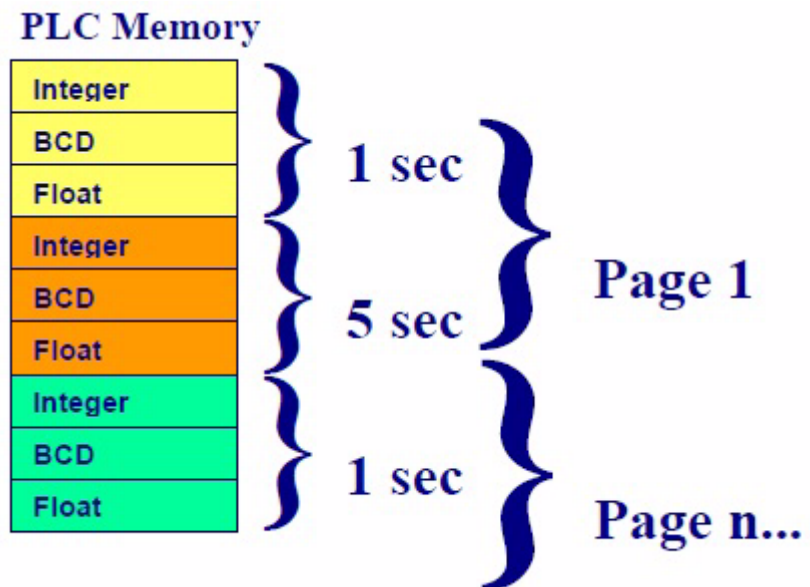 PLC Memory
Integer
BCD
Float
1 sec
Integer
BCD
Float
5 sec
Page 1
Integer
BCD
Float
1 sec
Page n...